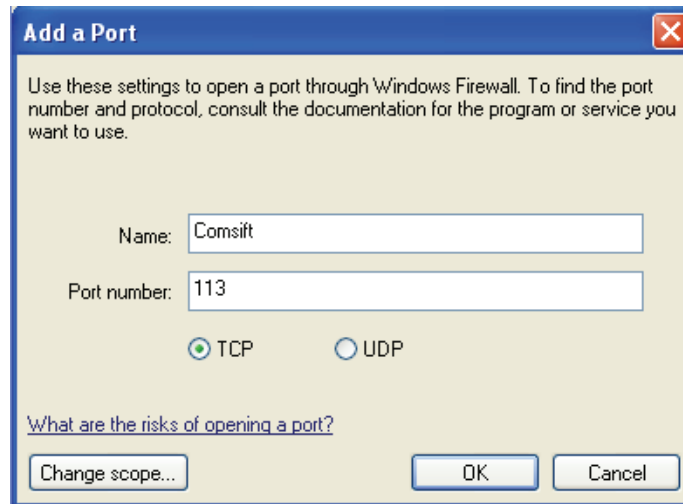 Add a Port
Use these settings to open a port through Windows Firewall. To find the port
number and protocol, consult the documentation for the program or service you
want to use.
Name: Comsift
Port number: 113
TCP UDP
What are the risks of opening a port?
Change scope... OK Cancel